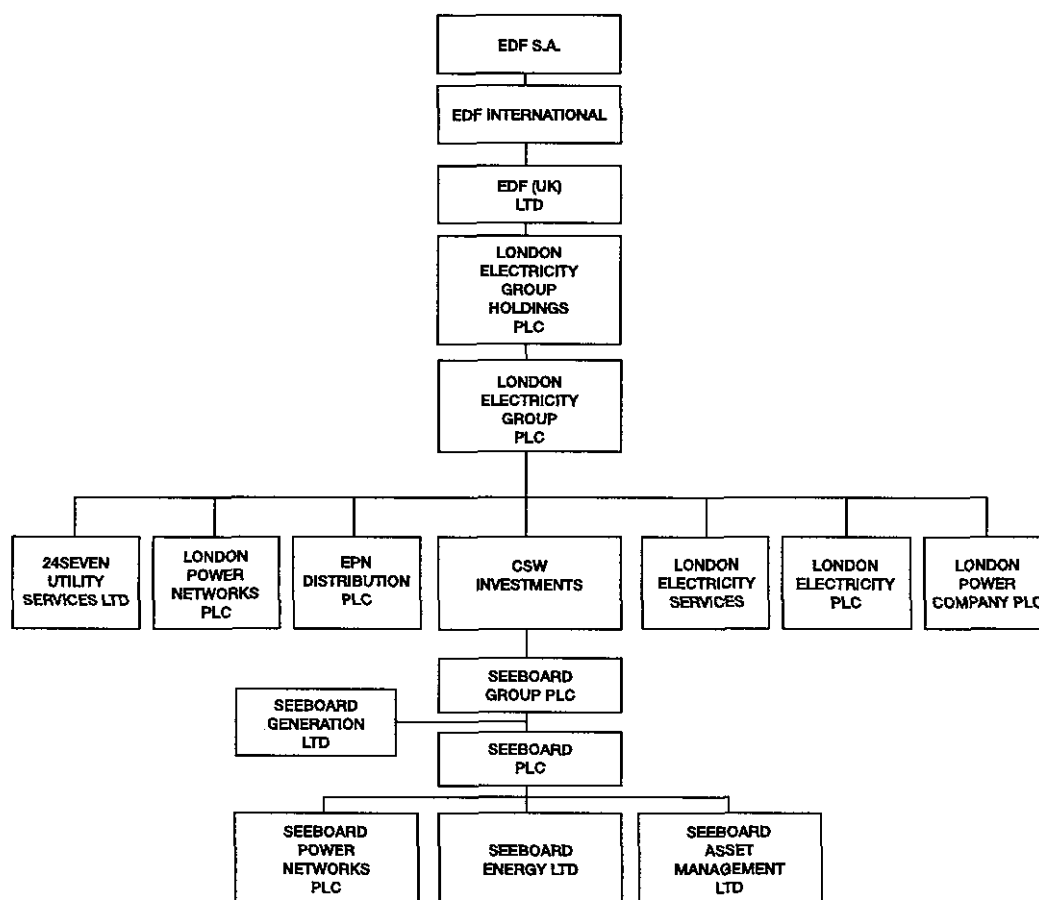 EDF S.A.
EDF INTERNATIONAL
EDF (UK)
LTD
LONDON
ELECTRICITY
GROUP
HOLDINGS
PLC
LONDON
ELECTRICITY
GROUP
PLC
24SEVEN
UTILITY
SERVICES LTD
LONDON
POWER
NETWORKS
PLC
EPN
DISTRIBUTION
PLC
CSW
INVESTMENTS
LONDON
ELECTRICITY
SERVICES
LONDON
ELECTRICITY
PLC
LONDON
POWER
COMPANY PLC
SEEBOARD
GROUP PLC
SEEBOARD
GENERATION
LTD
SEEBOARD
PLC
SEEBOARD
POWER
NETWORKS
PLC
SEEBOARD
ENERGY LTD
SEEBOARD
ASSET
MANAGEMENT
LTD